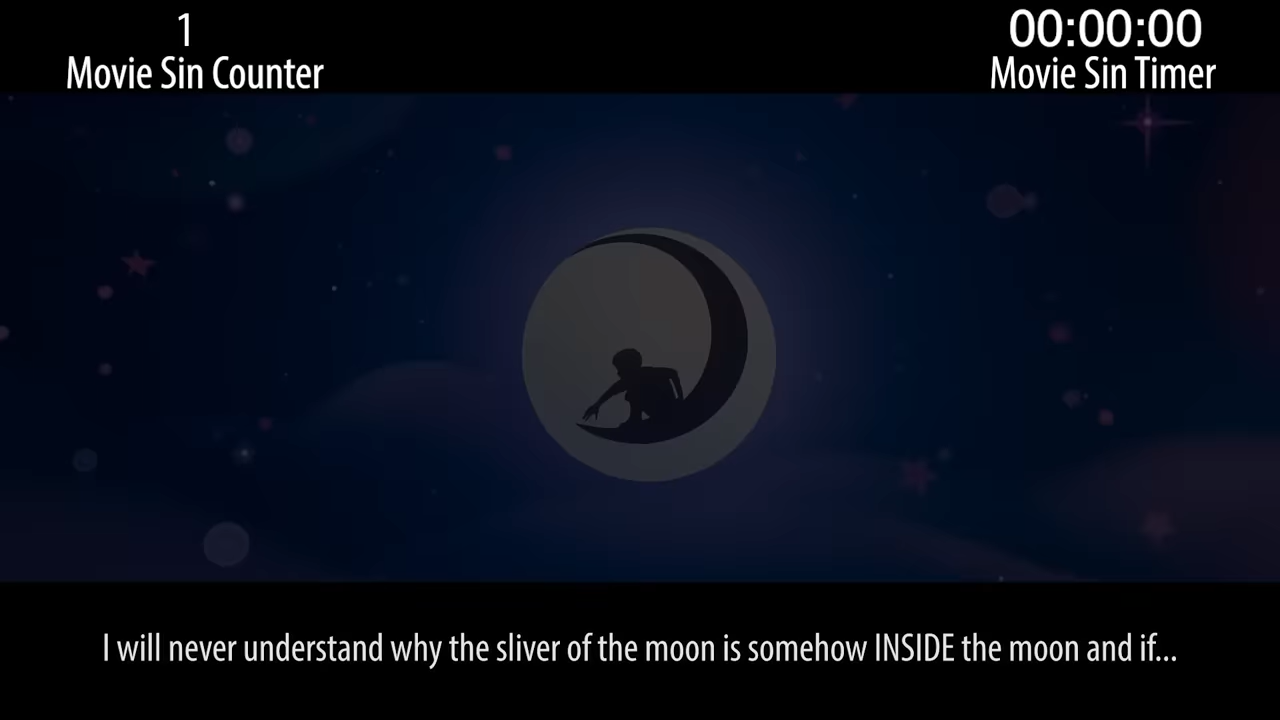 1
Movie Sin Counter
00:00:00
Movie Sin Timer
I will never understand why the sliver of the moon is somehow INSIDE the moon and if...